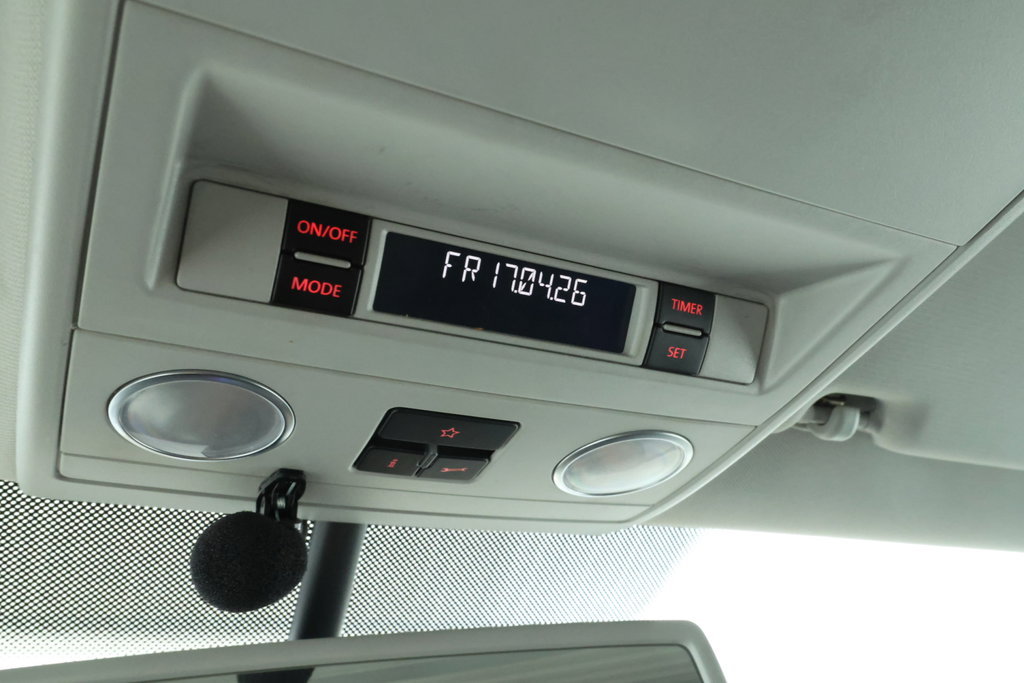 ON/OFF
MODE
FR 17.04.26
TIMER
SET